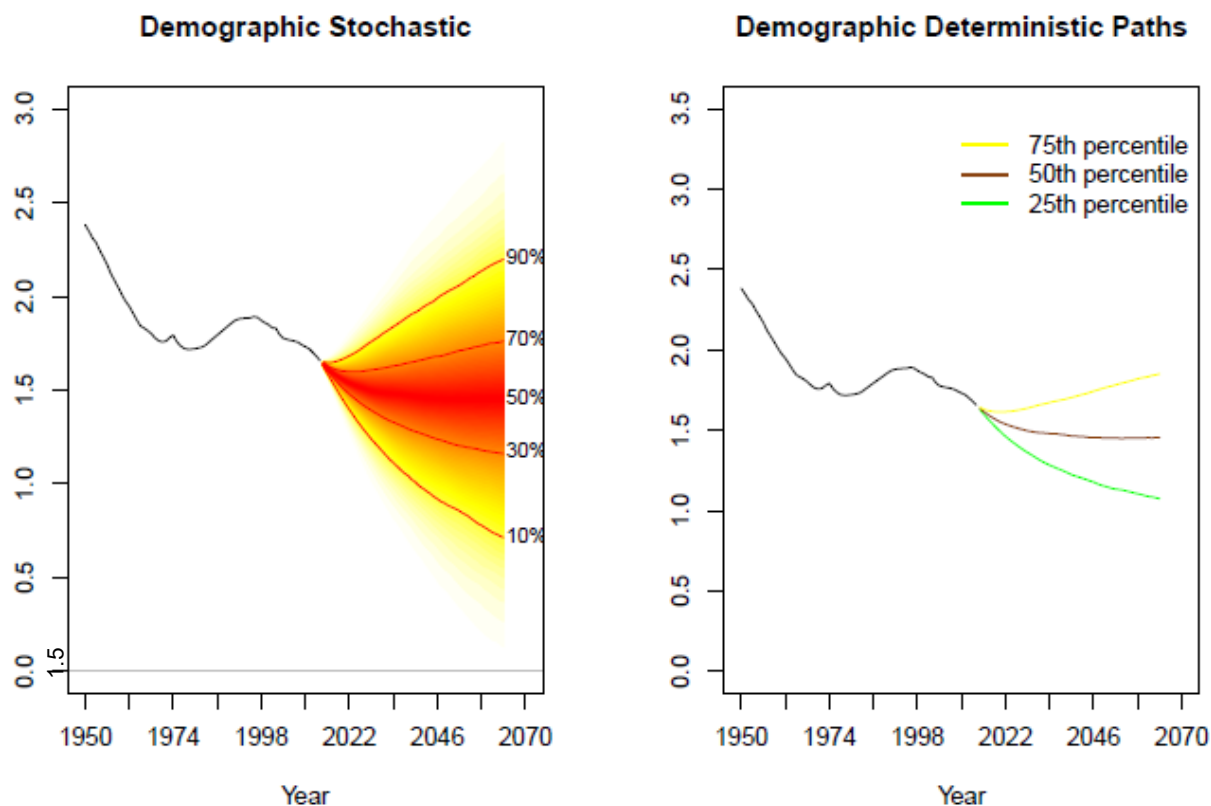 Demographic Stochastic
3.0
2.5
2.0
1.5
1.0
0.5
0.0
1.5
90%
70%
50%
30%
10%
1950 1974 1998 2022 2046 2070
Year
Demographic Deterministic Paths
3.5
3.0
2.5
2.0
1.5
1.0
0.5
0.0
75th percentile
50th percentile
25th percentile
1950 1974 1998 2022 2046 2070
Year